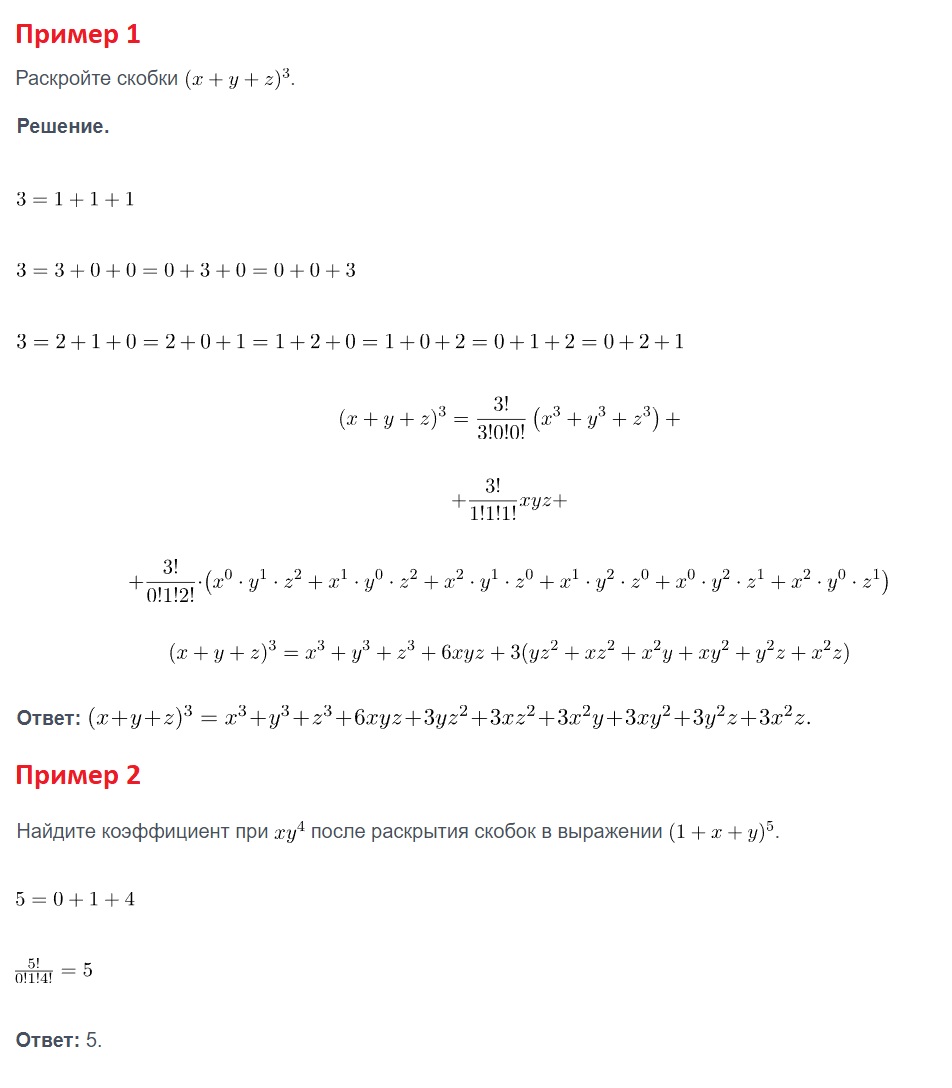 Пример 1
Раскройте скобки $(x + y + z)^3$.
Решение.
$3 = 1 + 1 + 1$
$3 = 3 + 0 + 0 = 0 + 3 + 0 = 0 + 0 + 3$
$3 = 2 + 1 + 0 = 2 + 0 + 1 = 1 + 2 + 0 = 1 + 0 + 2 = 0 + 1 + 2 = 0 + 2 + 1$
$(x + y + z)^3 = \frac{3!}{3!0!0!} (x^3 + y^3 + z^3) +$
$+ \frac{3!}{1!1!1!} xyz +$
$+ \frac{3!}{0!1!2!} \cdot (x^0 \cdot y^1 \cdot z^2 + x^1 \cdot y^0 \cdot z^2 + x^2 \cdot y^1 \cdot z^0 + x^1 \cdot y^2 \cdot z^0 + x^0 \cdot y^2 \cdot z^1 + x^2 \cdot y^0 \cdot z^1)$
$(x + y + z)^3 = x^3 + y^3 + z^3 + 6xyz + 3(yz^2 + xz^2 + x^2y + xy^2 + y^2z + x^2z)$
Ответ: $(x+y+z)^3 = x^3+y^3+z^3+6xyz+3yz^2+3xz^2+3x^2y+3xy^2+3y^2z+3x^2z$.
Пример 2
Найдите коэффициент при $xy^4$ после раскрытия скобок в выражении $(1 + x + y)^5$.
$5 = 0 + 1 + 4$
$\frac{5!}{0!1!4!} = 5$
Ответ: 5.